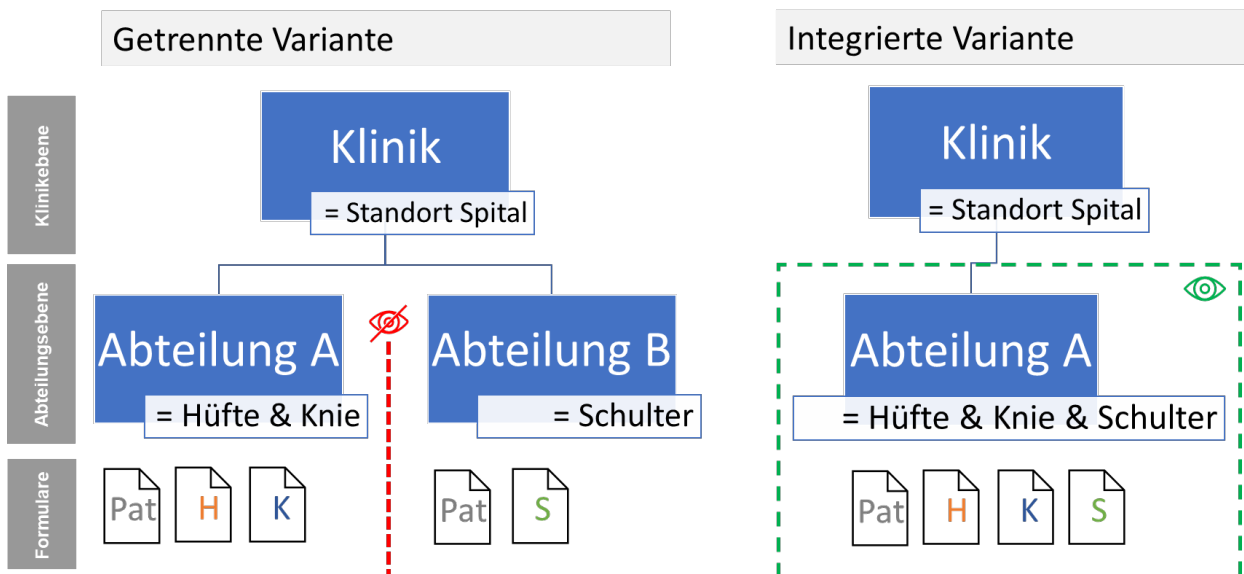 Getrennte Variante
Integrierte Variante
Klinikebene
Klinik
= Standort Spital
Klinik
= Standort Spital
Abteilungsebene
Abteilung A
= Hüfte & Knie
Abteilung B
= Schulter
Abteilung A
= Hüfte & Knie & Schulter
Formulare
Pat
H
K
Pat
S
Pat
H
K
S